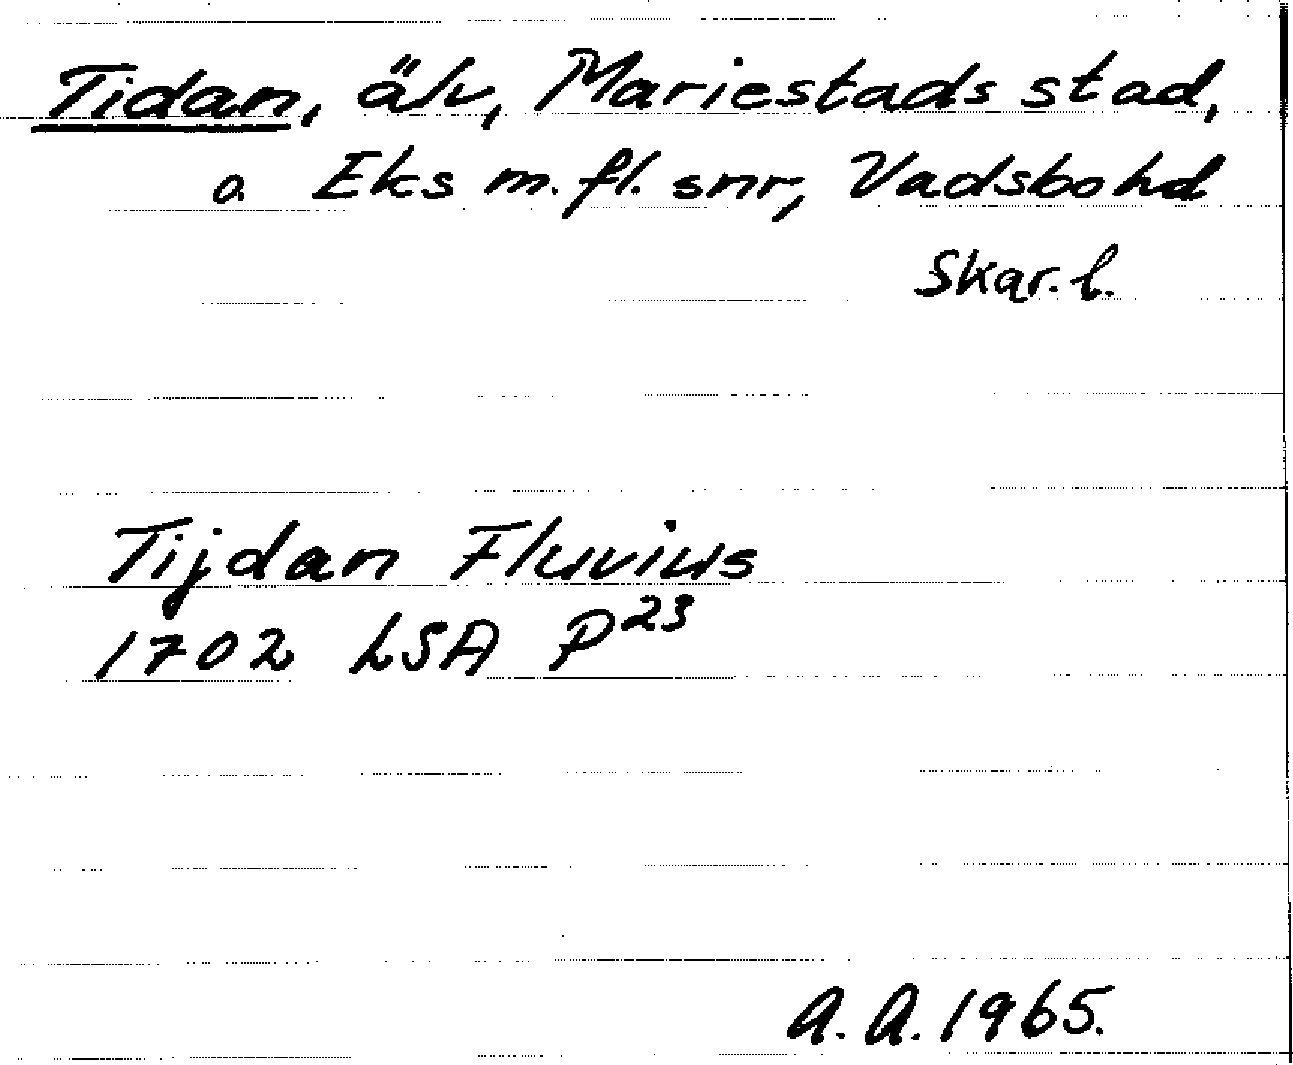 Tidan, älv, Mariestads stad,
o. Eks m.fl. snr, Vadsbo hd
Skar. l.
Tijdan Fluvius
1702 LSA P23
A.A. 1965.